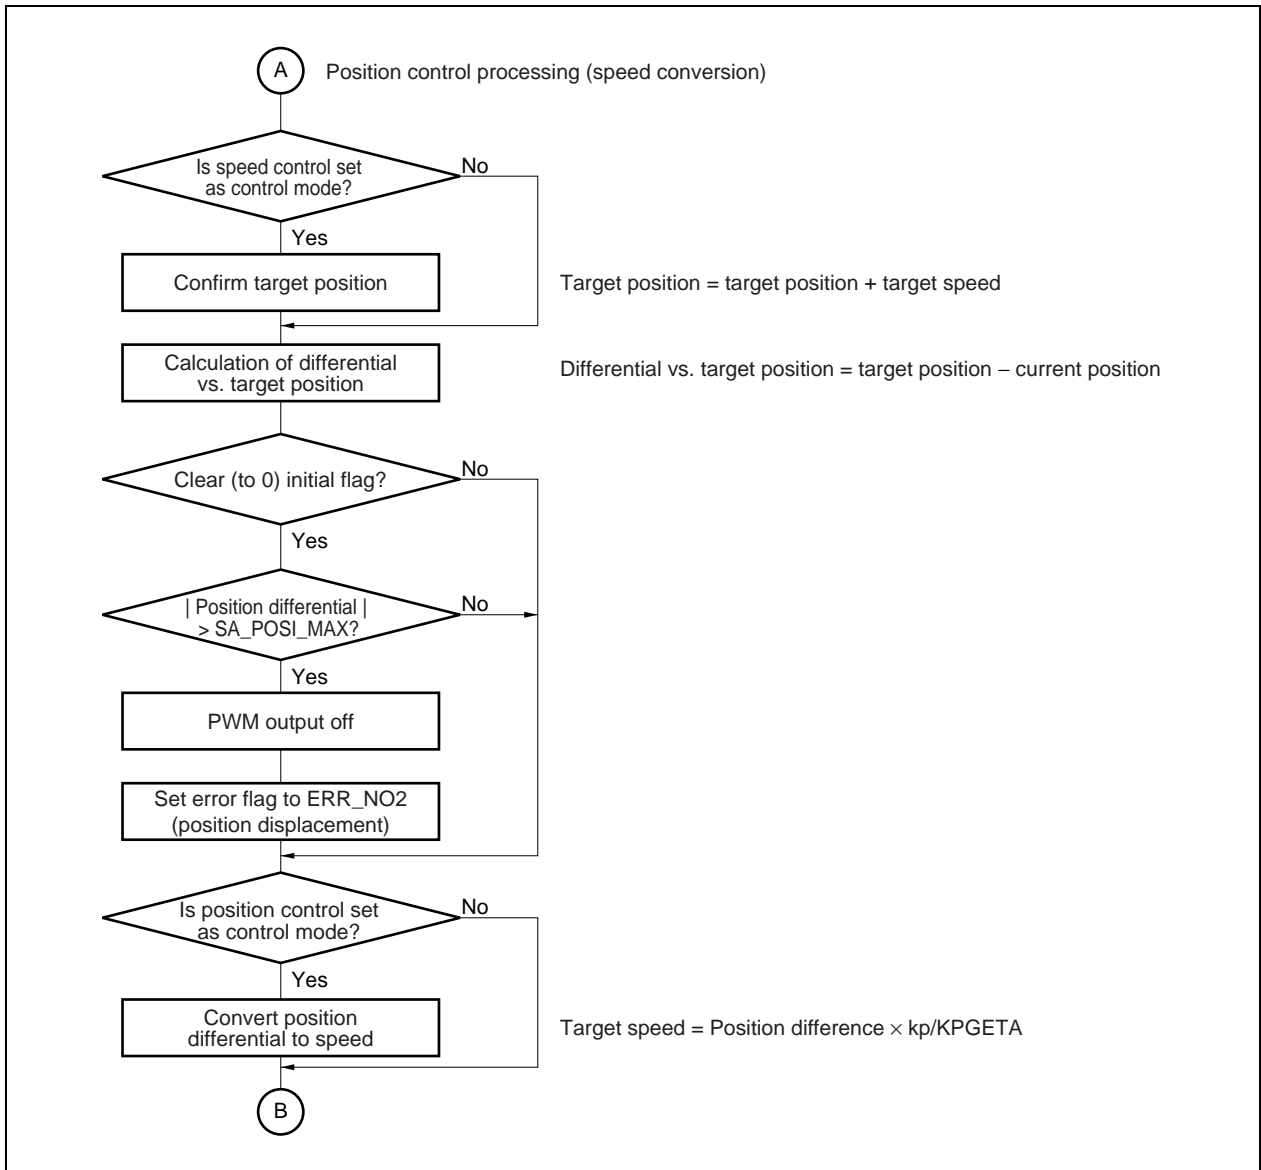 A
Position control processing (speed conversion)
Is speed control set
as control mode?
No
Yes
Confirm target position
Target position = target position + target speed
Calculation of differential
vs. target position
Differential vs. target position = target position − current position
Clear (to 0) initial flag?
No
Yes
| Position differential |
> SA_POSI_MAX?
No
Yes
PWM output off
Set error flag to ERR_NO2
(position displacement)
Is position control set
as control mode?
No
Yes
Convert position
differential to speed
Target speed = Position difference × kp/KPGETA
B